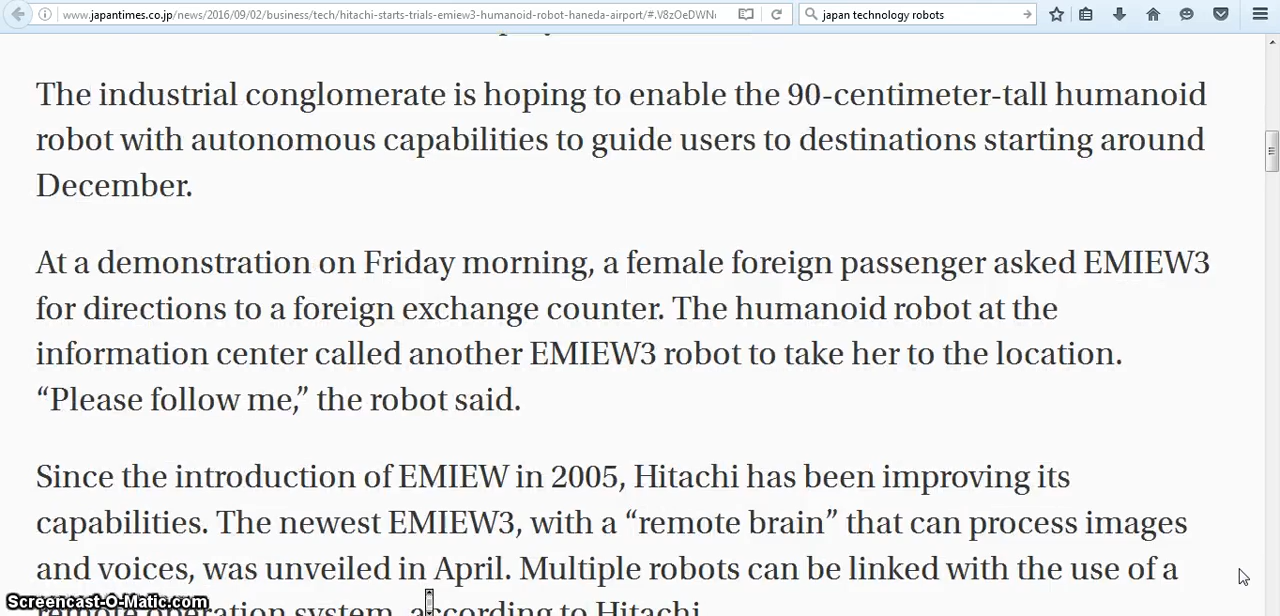 www.japantimes.co.jp/news/2016/09/02/business/tech/hitachi-starts-trials-emiew3-humanoid-robot-haneda-airport/#.V8zOeDWN
japan technology robots
The industrial conglomerate is hoping to enable the 90-centimeter-tall humanoid
robot with autonomous capabilities to guide users to destinations starting around
December.
At a demonstration on Friday morning, a female foreign passenger asked EMIEW3
for directions to a foreign exchange counter. The humanoid robot at the
information center called another EMIEW3 robot to take her to the location.
“Please follow me,” the robot said.
Since the introduction of EMIEW in 2005, Hitachi has been improving its
capabilities. The newest EMIEW3, with a “remote brain” that can process images
and voices, was unveiled in April. Multiple robots can be linked with the use of a
remote operation system, according to Hitachi.
Screencast-O-Matic.com